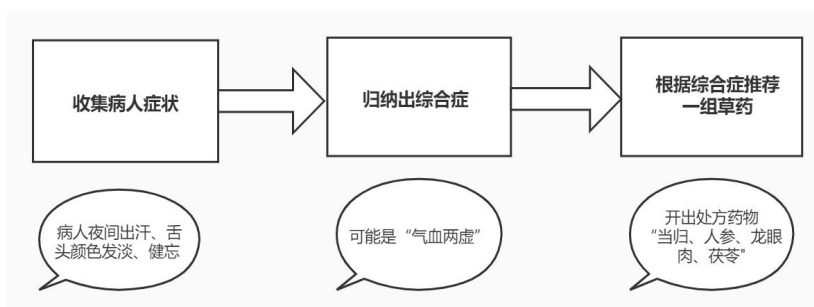 收集病人症状
归纳出综合症
根据综合症推荐
一组草药
病人夜间出汗、舌
头颜色发淡、健忘
可能是“气血两虚”
开出处方药物
“当归、人参、龙眼
肉、茯苓"